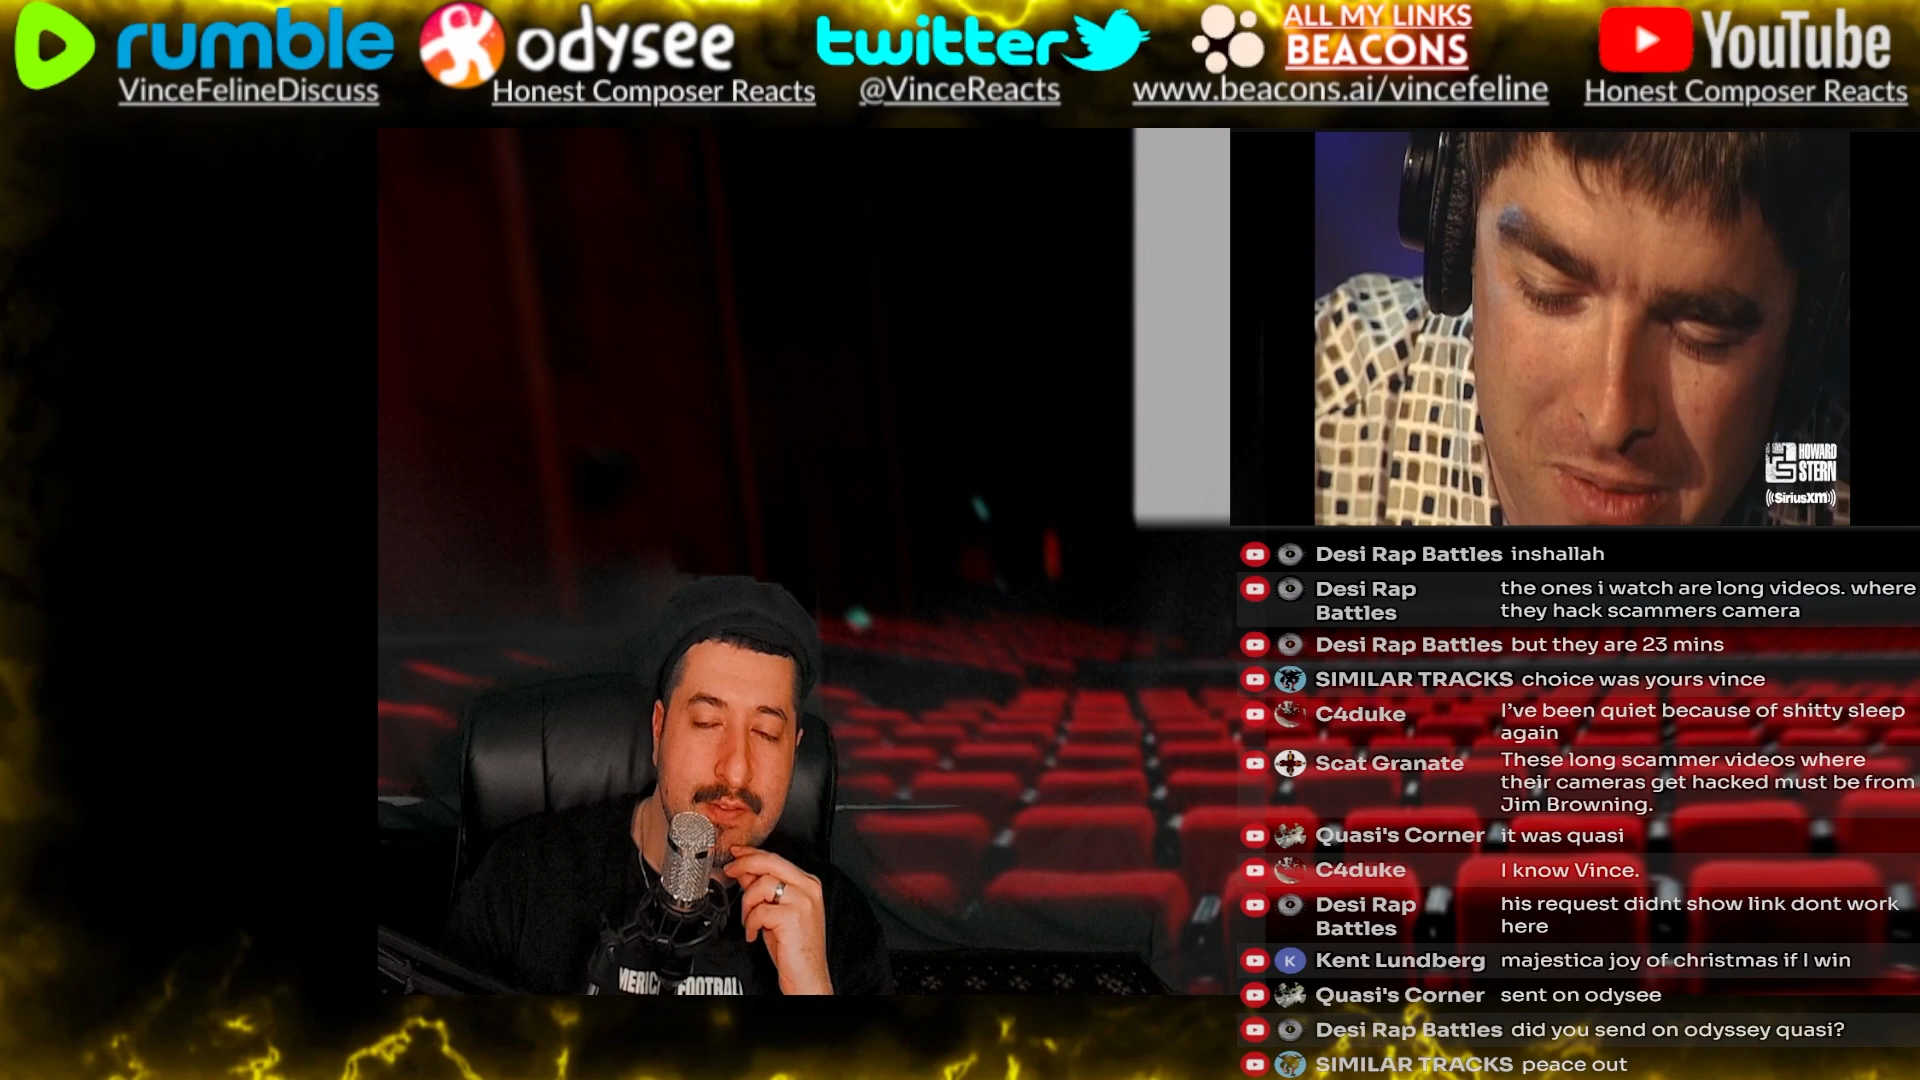 rumble
VinceFelineDiscuss
odysee
Honest Composer Reacts
twitter
@VinceReacts
ALL MY LINKS
BEACONS
www.beacons.ai/vincefeline
YouTube
Honest Composer Reacts
HOWARD
STERN
((SiriusXM))
Desi Rap Battles inshallah
Desi Rap Battles the ones i watch are long videos. where
they hack scammers camera
Desi Rap Battles but they are 23 mins
SIMILAR TRACKS choice was yours vince
C4duke I've been quiet because of shitty sleep
again
Scat Granate These long scammer videos where
their cameras get hacked must be from
Jim Browning.
Quasi's Corner it was quasi
C4duke I know Vince.
Desi Rap Battles his request didnt show link dont work
here
K Kent Lundberg majestica joy of christmas if I win
Quasi's Corner sent on odysee
Desi Rap Battles did you send on odyssey quasi?
SIMILAR TRACKS peace out
MERIC FOOTBALL